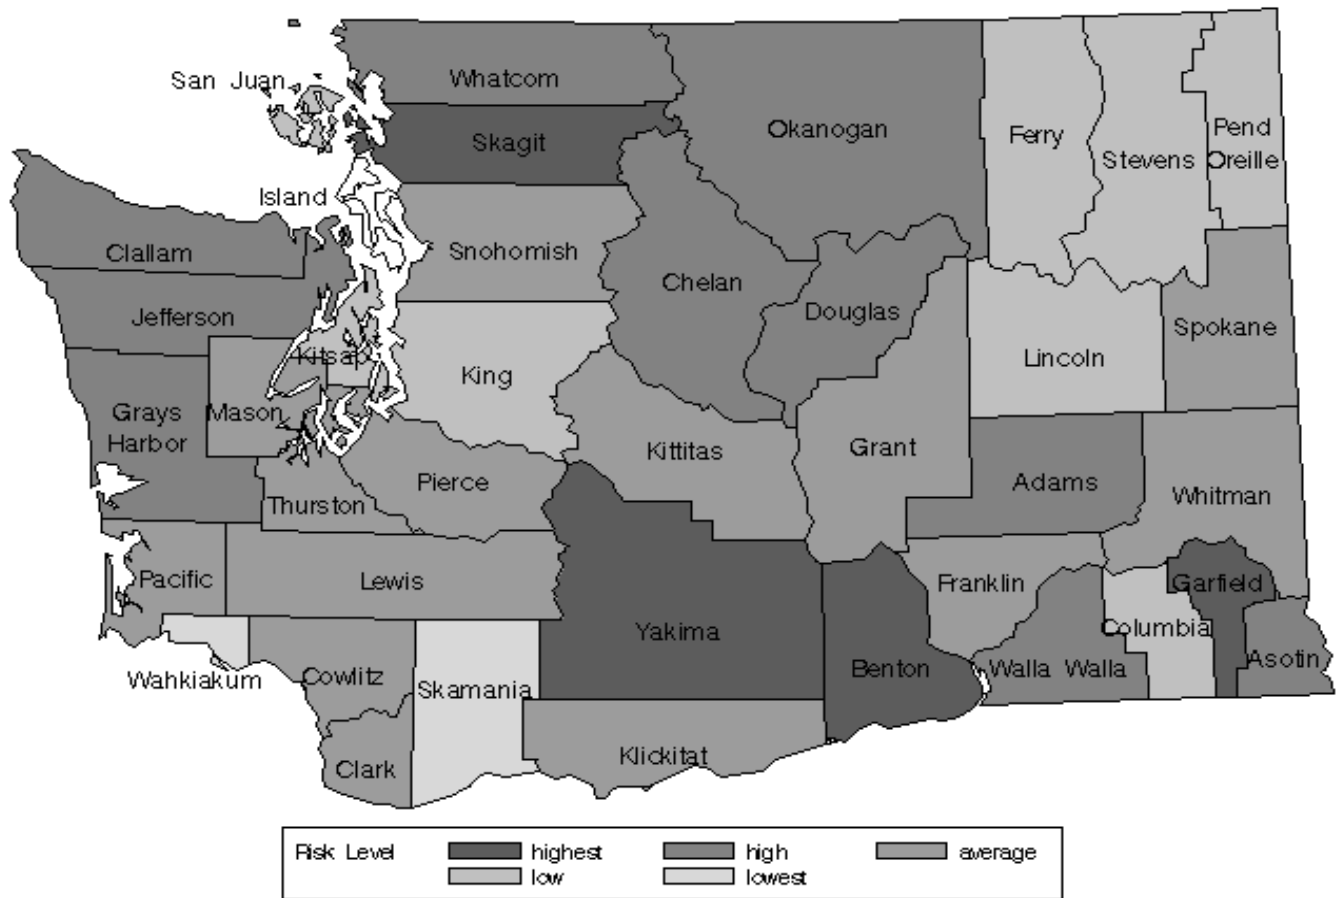 Whatcom
San Juan
Skagit
Okanogan
Ferry
Pend
Oreille
Stevens
Island
Clallam
Snohomish
Chelan
Jefferson
Douglas
Spokane
Kitsap
King
Lincoln
Grays
Harbor
Mason
Kittitas
Grant
Pierce
Adams
Thurston
Whitman
Pacific
Lewis
Franklin
Garfield
Yakima
Columbia
Wahkiakum
Cowlitz
Skamania
Benton
Walla Walla
Asotin
Klickitat
Clark
Risk Level highest high average
low lowest